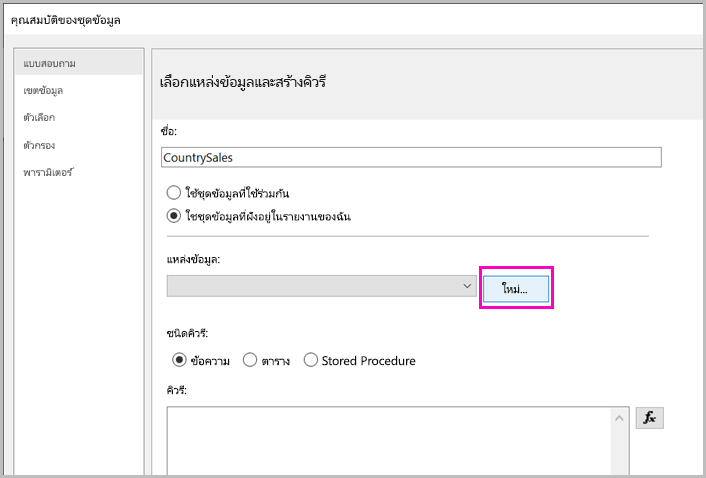 คุณสมบัติของชุดข้อมูล
แบบสอบถาม
เขตข้อมูล
ตัวเลือก
ตัวกรอง
พารามิเตอร์
เลือกแหล่งข้อมูลและสร้างคิวรี
ชื่อ:
CountrySales
ใช้ชุดข้อมูลที่ใช้ร่วมกัน
ใชชุดข้อมูลที่ฝังอยู่ในรายงานของฉัน
แหล่งข้อมูล:
ใหม่...
ชนิดคิวรี:
ข้อความ ตาราง Stored Procedure
คิวรี:
fx